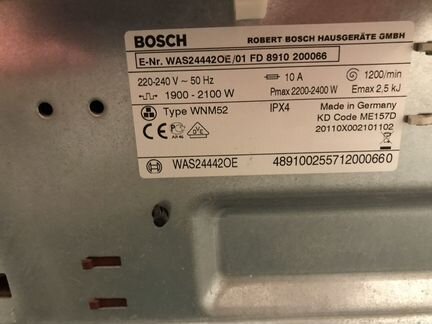 BOSCH ROBERT BOSCH HAUSGERÄTE GMBH
E-Nr. WAS24442OE/01 FD 8910 200066
220-240 V ~ 50 Hz 10 A 1200/min
1900 - 2100 W Pmax 2200-2400 W Emax 2,5 kJ
Type WNM52 IPX4 Made in Germany
KD Code ME157D
20110X002101102
CE
WAS24442OE 489100255712000660